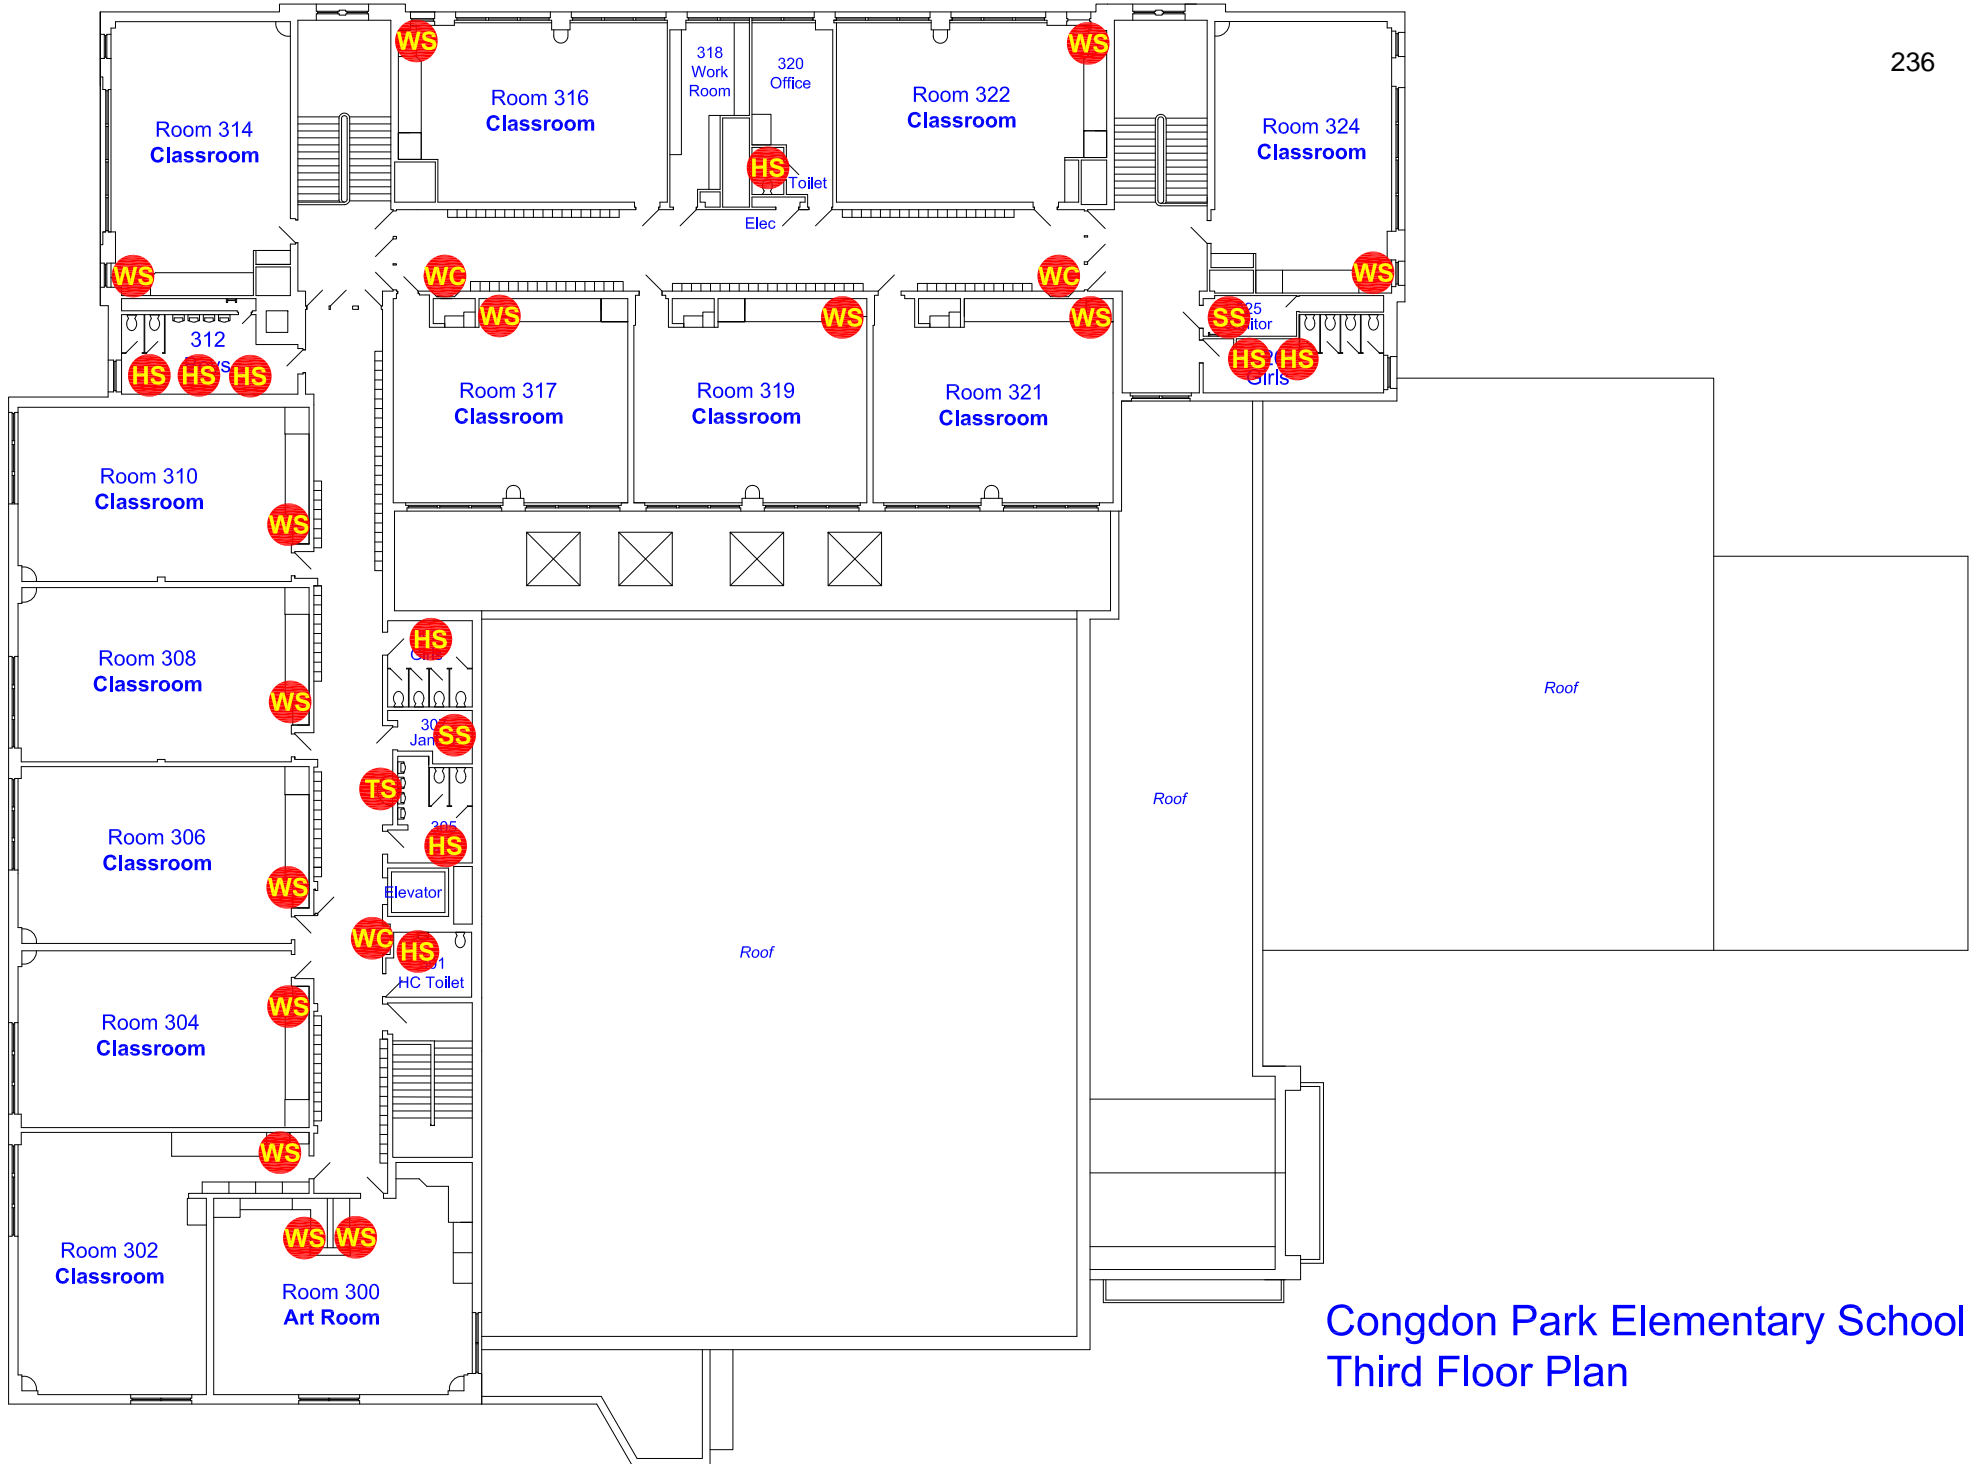 236
WS
WS
318
Work
Room
320
Office
Room 316
Classroom
Room 322
Classroom
Room 314
Classroom
Room 324
Classroom
HS
Toilet
Elec
WS
WC
WC
WS
WS
WS
WS
SS
312
HS
HS
HS
HS
HS
Girls
Room 317
Classroom
Room 319
Classroom
Room 321
Classroom
Room 310
Classroom
WS
HS
Room 308
Classroom
WS
SS
Roof
TS
Roof
Room 306
Classroom
HS
WS
Elevator
WC
HS
HC Toilet
Roof
WS
Room 304
Classroom
WS
WS
WS
Room 302
Classroom
Room 300
Art Room
Congdon Park Elementary School
Third Floor Plan